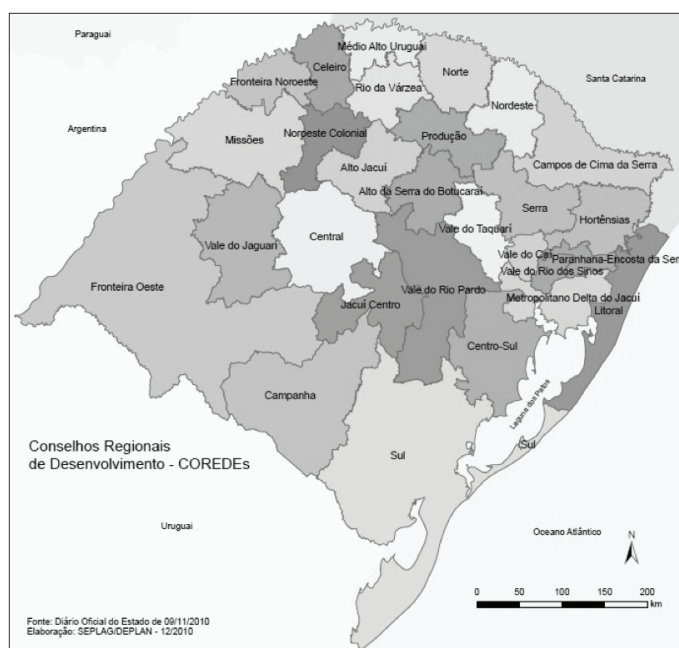 Paraguai
Médio Alto Uruguai
Celeiro
Norte
Santa Catarina
Fronteira Noroeste
Rio da Várzea
Nordeste
Argentina
Missões
Noroeste Colonial
Produção
Alto Jacuí
Campos de Cima da Serra
Alto da Serra do Botucaraí
Serra
Hortênsias
Vale do Taquari
Vale do Jaguari
Central
Vale do Caí
Paranhana-Encosta da Ser
Vale do Rio dos Sinos
Fronteira Oeste
Vale do Rio Pardo
Metropolitano Delta do Jacuí
Jacuí Centro
Litoral
Centro-Sul
Campanha
Laguna dos Patos
Conselhos Regionais
de Desenvolvimento - COREDEs
Sul
(Sul
Uruguai
Oceano Atlântico
N
0 50 100 150 200
km
Fonte: Diário Oficial do Estado de 09/11/2010
Elaboração: SEPLAG/DEPLAN - 12/2010